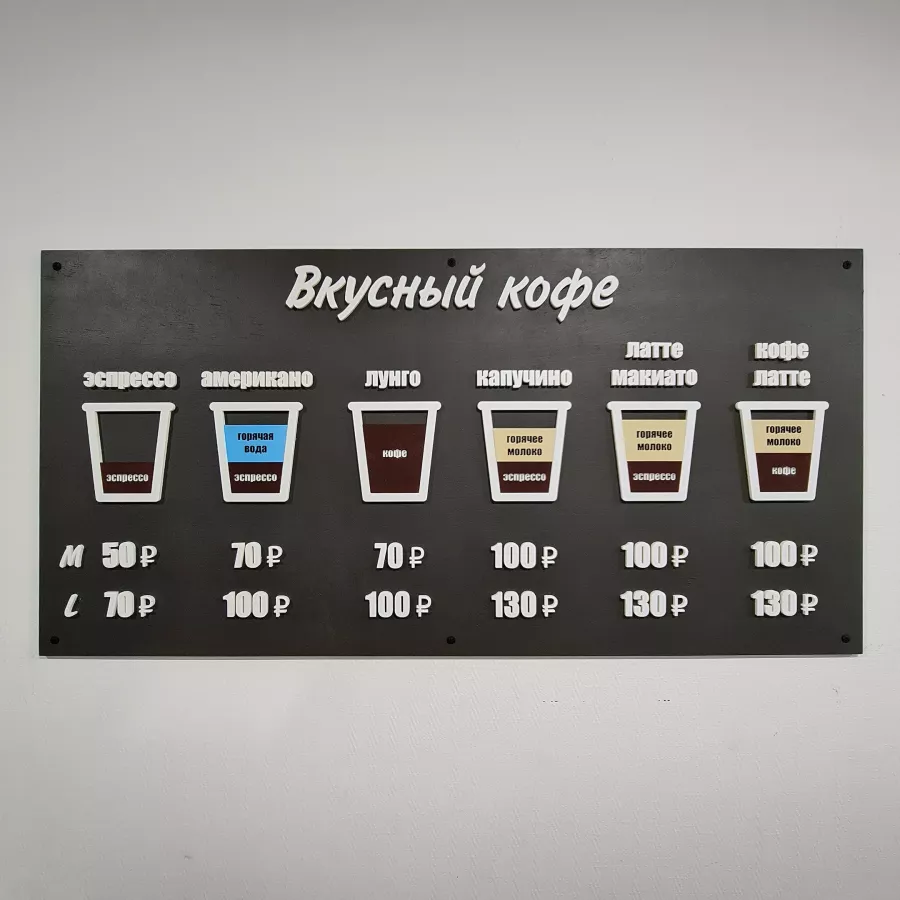 Вкусный кофе
эспрессо американо лунго капучино латте макиато кофе латте
эспрессо
горячая
вода
эспрессо
кофе
горячее
молоко
эспрессо
горячее
молоко
эспрессо
горячее
молоко
кофе
M 50₽ 70₽ 70₽ 100₽ 100₽ 100₽
L 70₽ 100₽ 100₽ 130₽ 130₽ 130₽